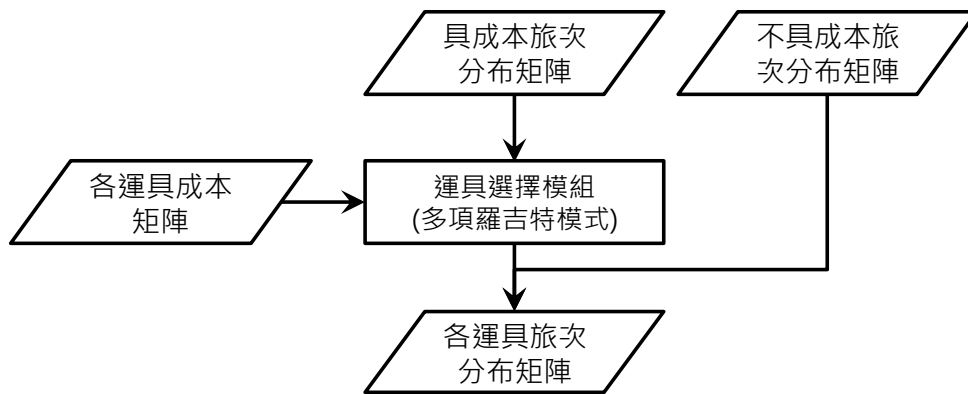 具成本旅次
分布矩陣
不具成本旅
次分布矩陣
各運具成本
矩陣
運具選擇模組
(多項羅吉特模式)
各運具旅次
分布矩陣